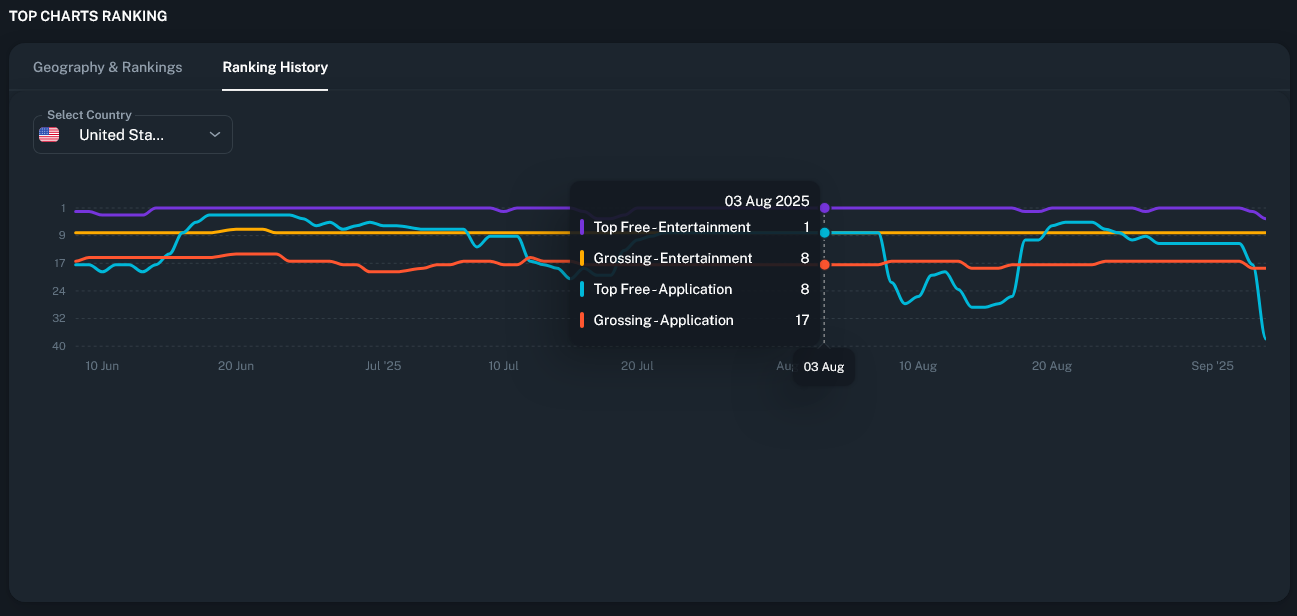 TOP CHARTS RANKING
Geography & Rankings
Ranking History
Select Country
United Sta...
03 Aug 2025
Top Free - Entertainment 1
Grossing - Entertainment 8
Top Free - Application 8
Grossing - Application 17
1
9
17
24
32
40
10 Jun 20 Jun Jul '25 10 Jul 20 Jul Aug 03 Aug 10 Aug 20 Aug Sep '25